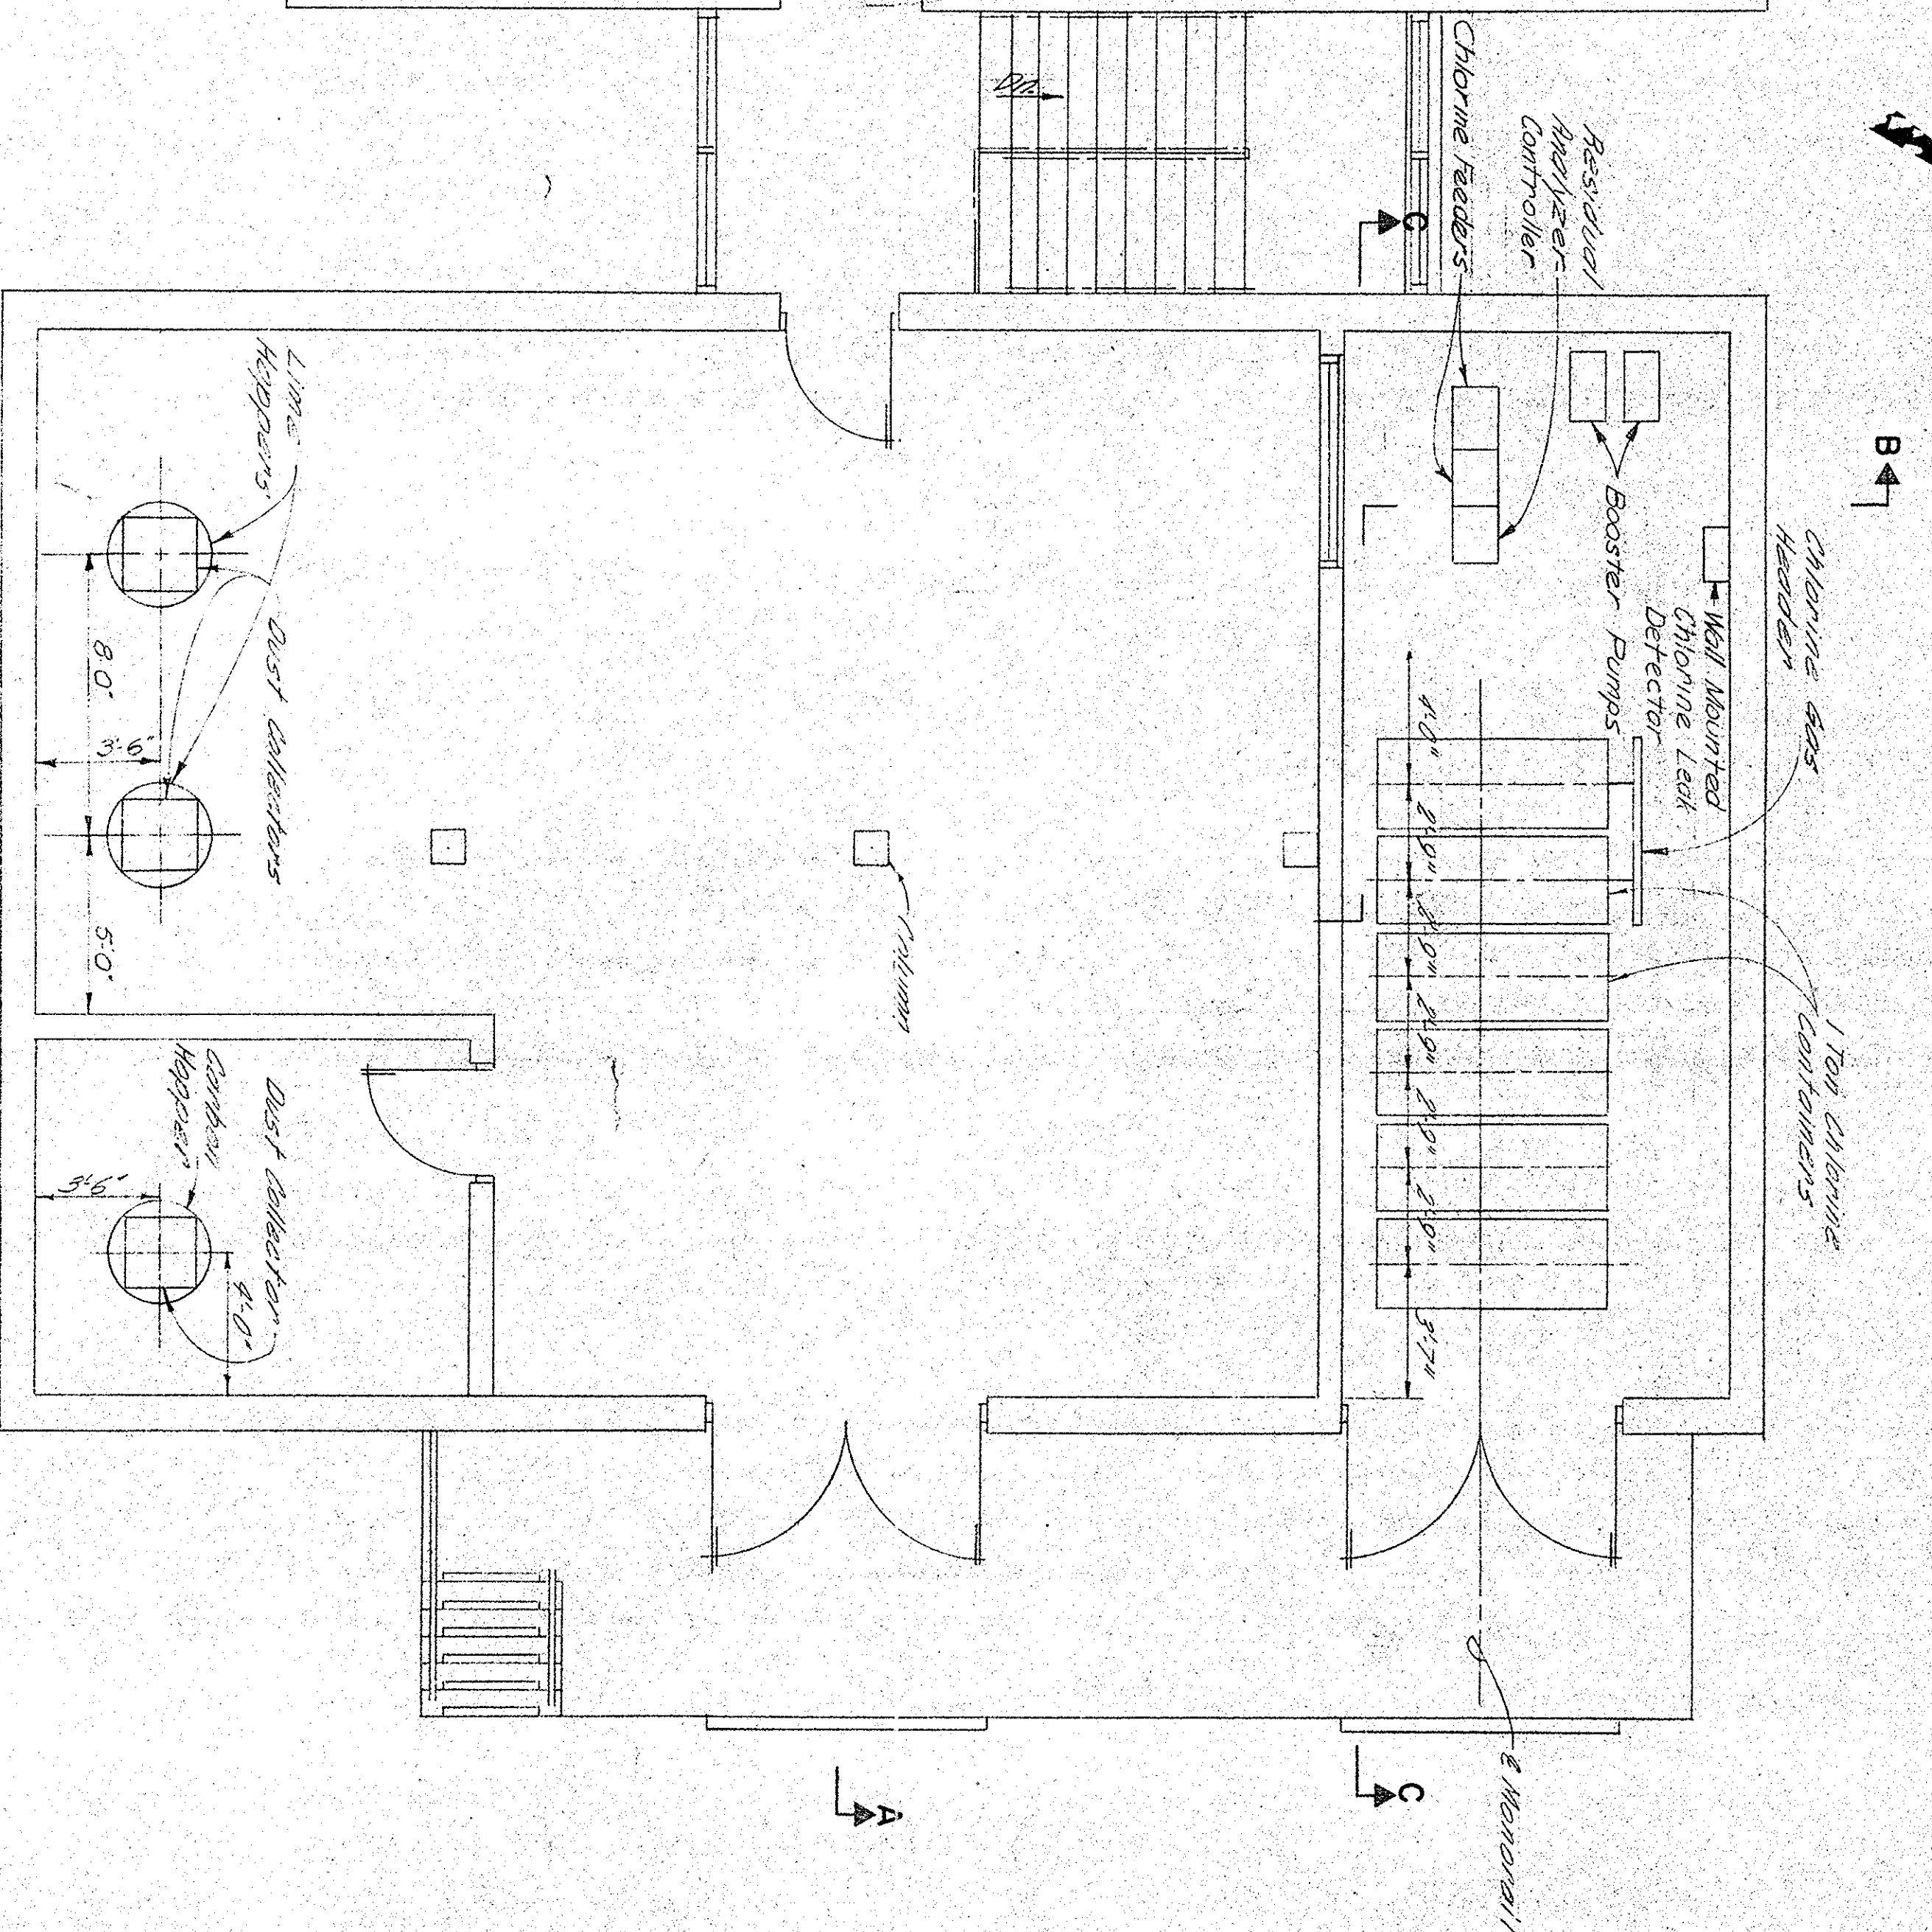 Residual
Analyzer
Controller
Chlorine Feeders
Dn.
C
B
Chlorine Gas
Header
Wall Mounted
Chlorine Leak
Detector
Booster Pumps
1 Ton Chlorine
Containers
4'-0"
2'-9"
2'-9"
2'-9"
2'-9"
2'-9"
3'-7"
Column
Lime
Hoppers
Dust Collectors
8'-0"
3'-6"
5'-0"
Dust Collector
Carbon
Hopper
3'-6"
4'-0"
℄ Monorail
C
A